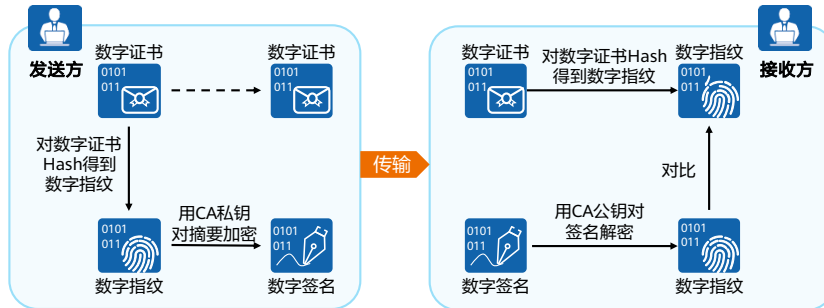 发送方
数字证书
0101
011
数字证书
0101
011
对数字证书
Hash得到
数字指纹
0101
011
数字指纹
用CA私钥
对摘要加密
0101
011
数字签名
传输
接收方
数字证书
0101
011
对数字证书Hash
得到数字指纹
数字指纹
0101
011
对比
0101
011
数字签名
用CA公钥对
签名解密
0101
011
数字指纹